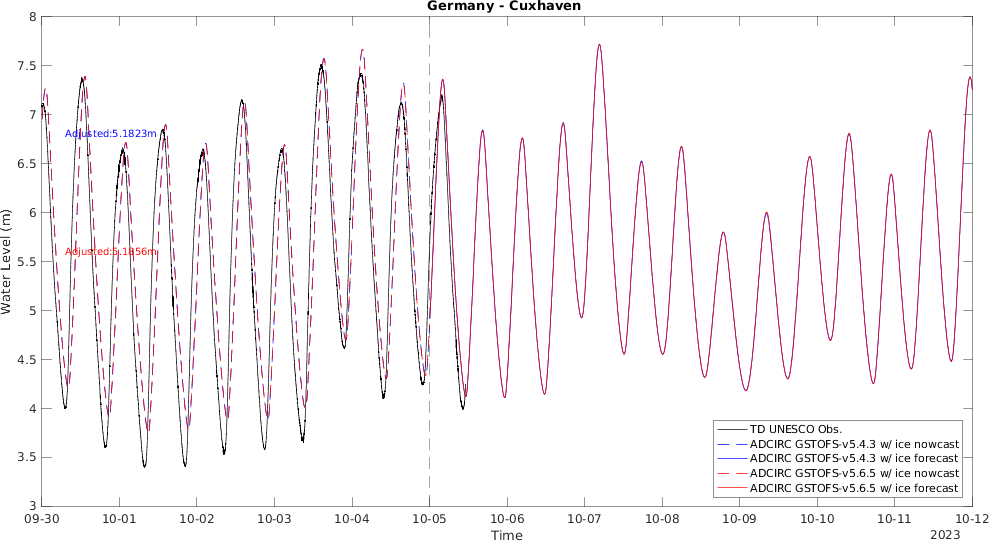 Germany - Cuxhaven
8
7.5
7
6.5
6
5.5
5
4.5
4
3.5
3
Water Level (m)
Adjusted:5.1823m
Adjusted:5.1856m
TD UNESCO Obs.
ADCIRC GSTOFS-v5.4.3 w/ ice nowcast
ADCIRC GSTOFS-v5.4.3 w/ ice forecast
ADCIRC GSTOFS-v5.6.5 w/ ice nowcast
ADCIRC GSTOFS-v5.6.5 w/ ice forecast
09-30 10-01 10-02 10-03 10-04 10-05 10-06 10-07 10-08 10-09 10-10 10-11 10-12
Time
2023